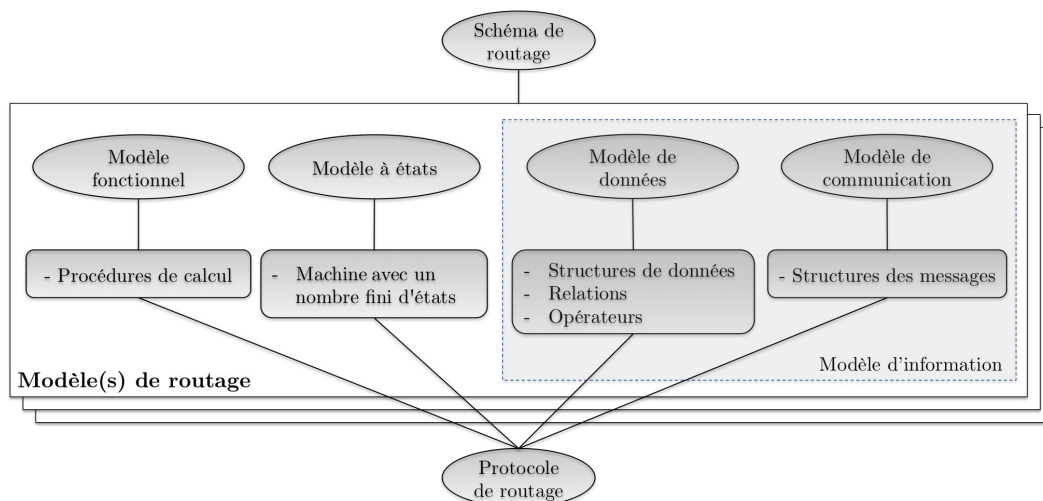 Schéma de
routage
Modèle
fonctionnel
Modèle à états
Modèle de
données
Modèle de
communication
- Procédures de calcul
- Machine avec un
nombre fini d'états
- Structures de données
- Relations
- Opérateurs
- Structures des messages
Modèle d'information
Modèle(s) de routage
Protocole
de routage